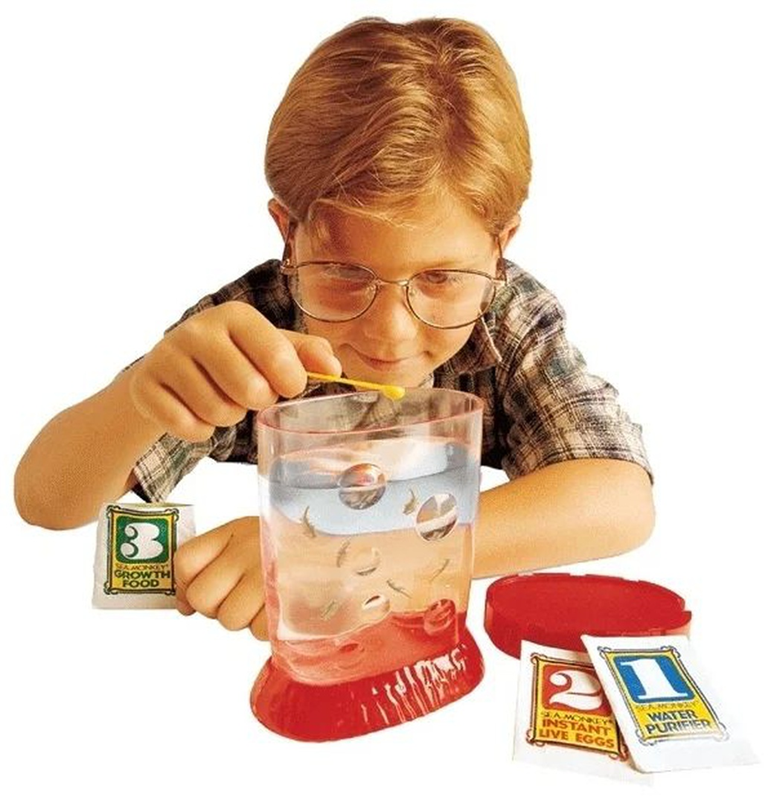 3
SEA-MONKEY®
GROWTH
FOOD
2
SEA-MONKEY®
INSTANT
LIVE EGGS
1
SEA-MONKEY®
WATER
PURIFIER